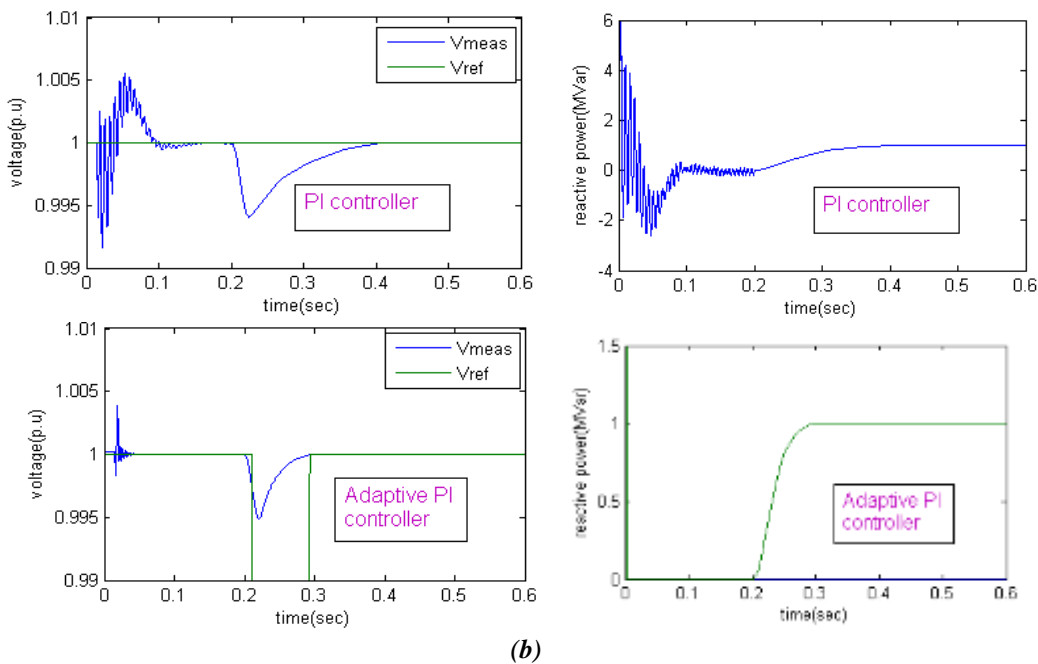 1.01
1.005
1
0.995
0.99
voltage(p.u)
Vmeas
Vref
PI controller
0 0.1 0.2 0.3 0.4 0.5 0.6
time(sec)
6
4
2
0
-2
-4
reactive power(MVar)
PI controller
0 0.1 0.2 0.3 0.4 0.5 0.6
time(sec)
1.01
1.005
1
0.995
0.99
voltage(p.u)
Vmeas
Vref
Adaptive PI
controller
0 0.1 0.2 0.3 0.4 0.5 0.6
time(sec)
1.5
1
0.5
0
reactive power(MVar)
Adaptive PI
controller
0 0.1 0.2 0.3 0.4 0.5 0.6
time(sec)
(b)